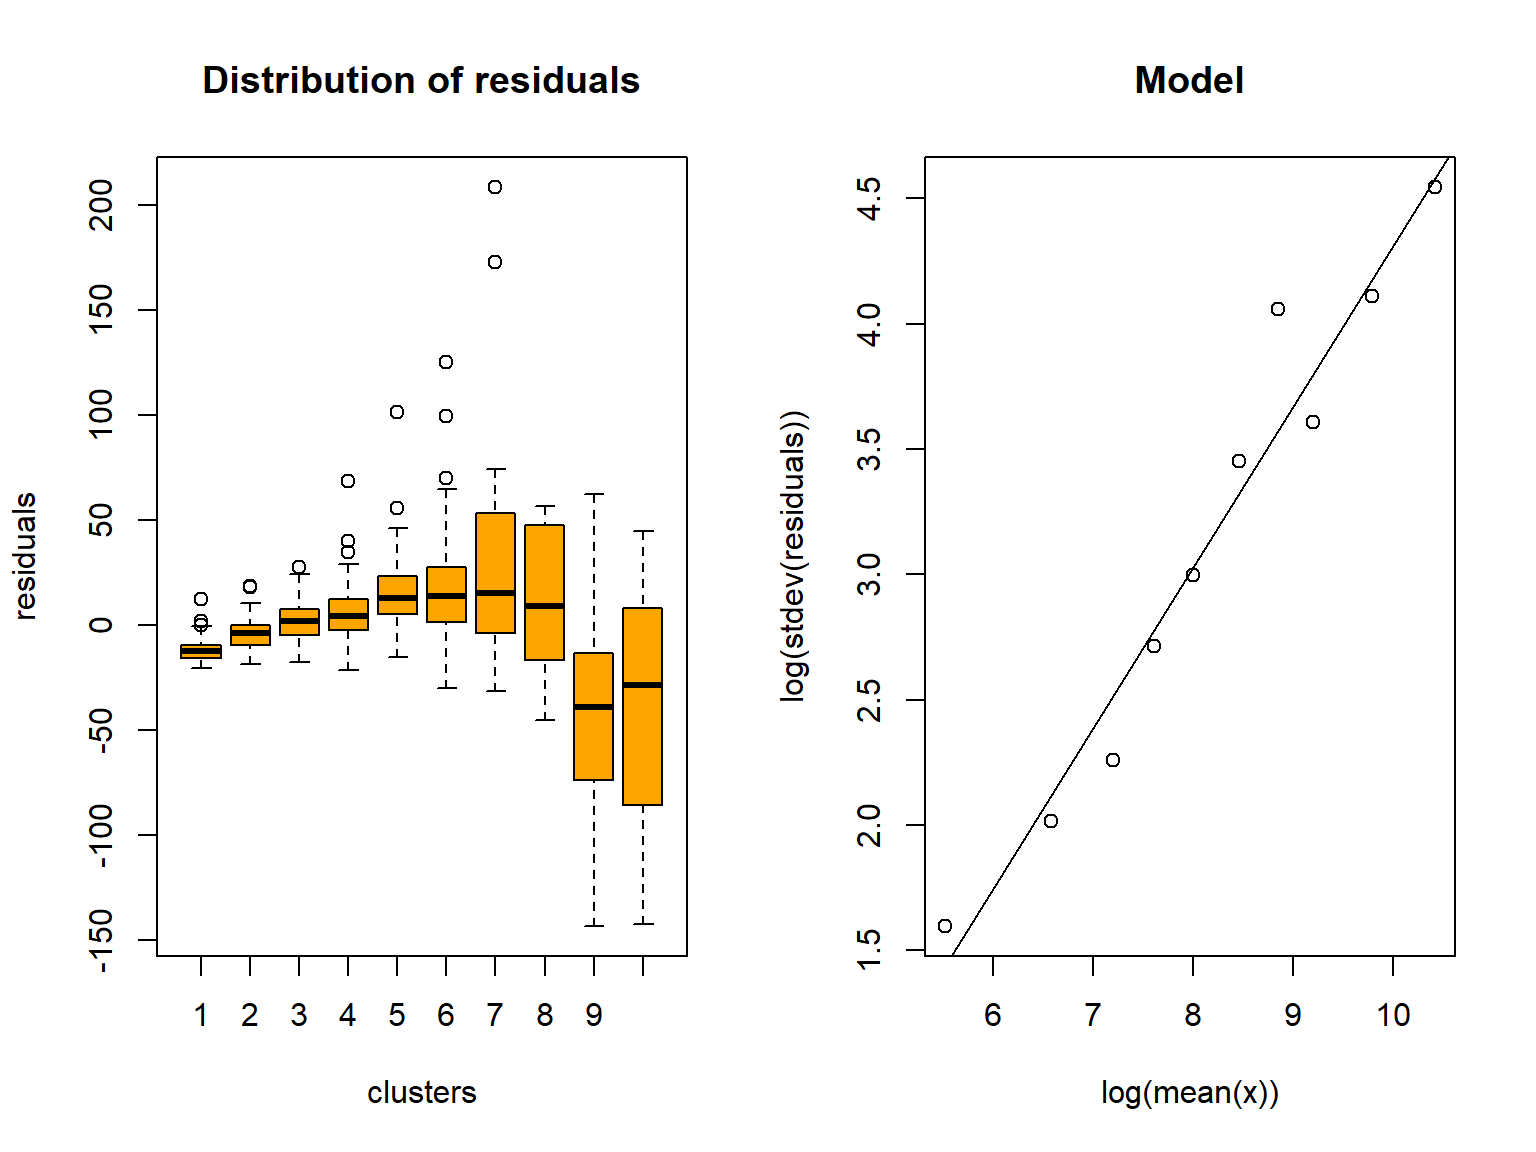 Distribution of residuals
residuals
200
150
100
50
0
-50
-100
-150
1 2 3 4 5 6 7 8 9
clusters
Model
log(stdev(residuals))
4.5
4.0
3.5
3.0
2.5
2.0
1.5
6 7 8 9 10
log(mean(x))